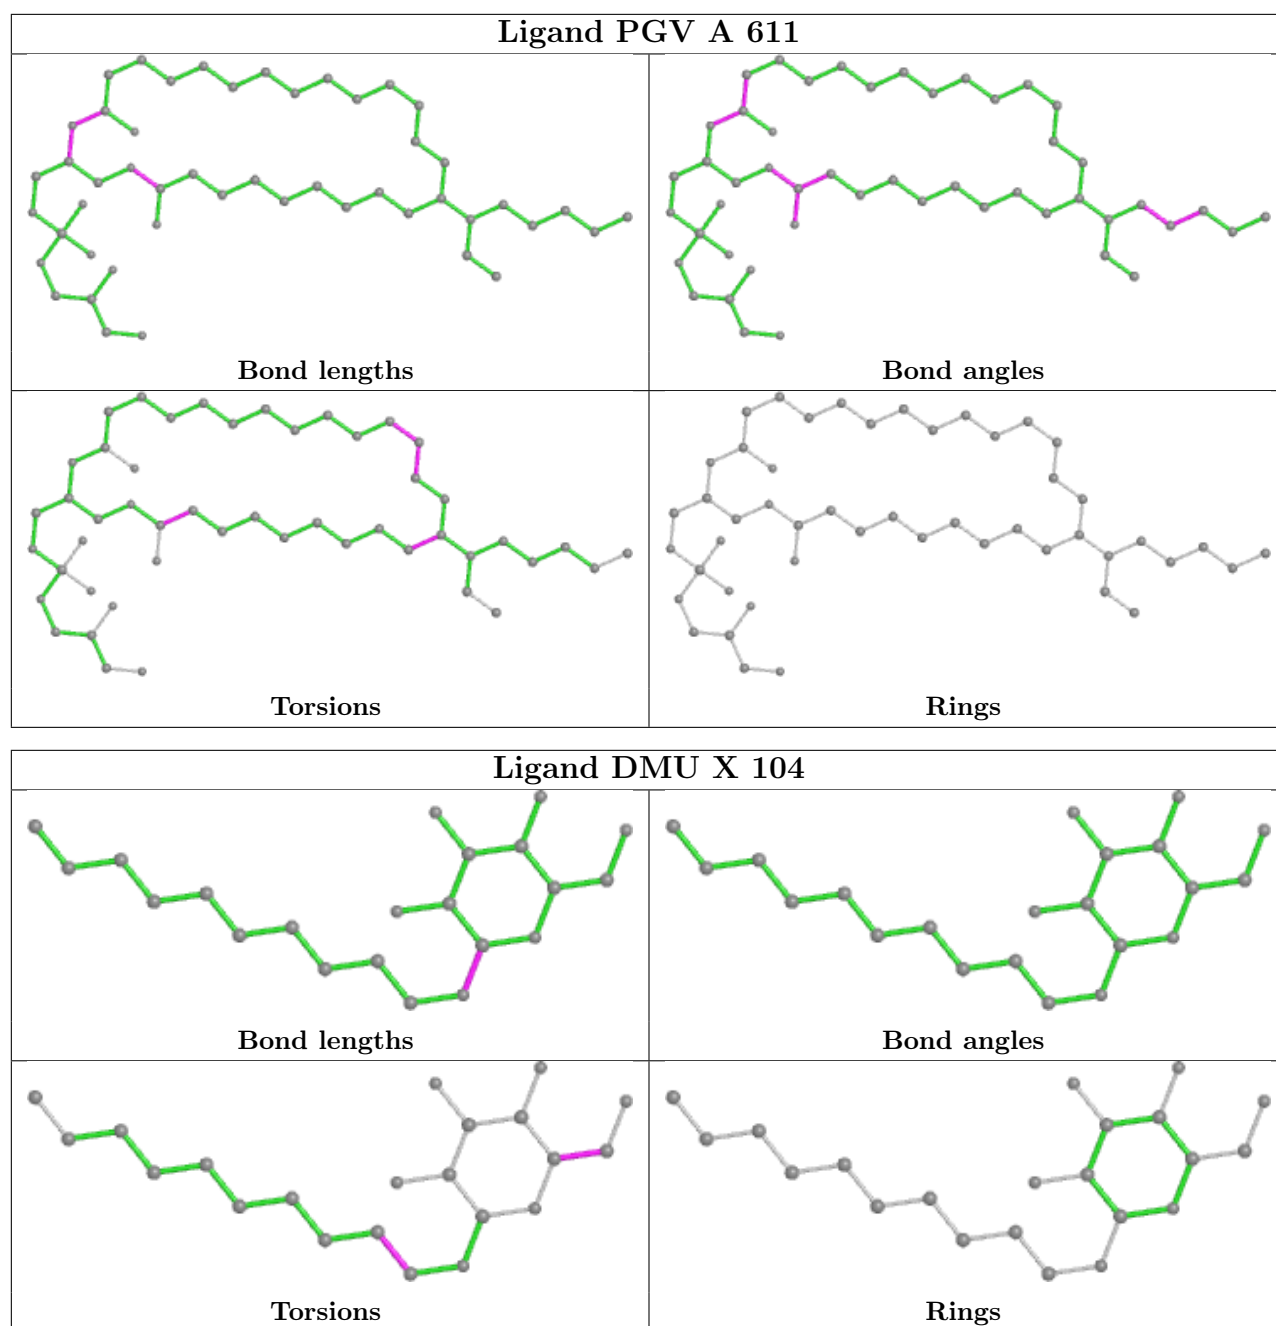 Ligand PGV A 611
Bond lengths
Bond angles
Torsions
Rings
Ligand DMU X 104
Bond lengths
Bond angles
Torsions
Rings